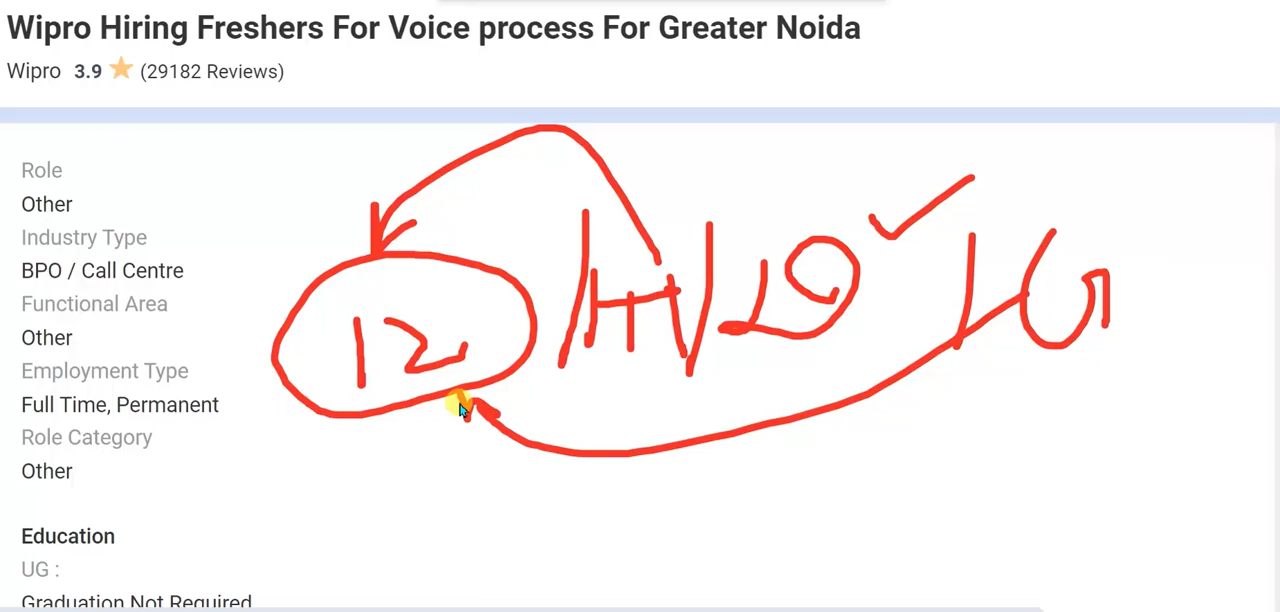 Wipro Hiring Freshers For Voice process For Greater Noida
Wipro 3.9 ★ (29182 Reviews)
Role
Other
Industry Type
BPO / Call Centre
Functional Area
Other
Employment Type
Full Time, Permanent
Role Category
Other
12
Education
UG :
Graduation Not Required